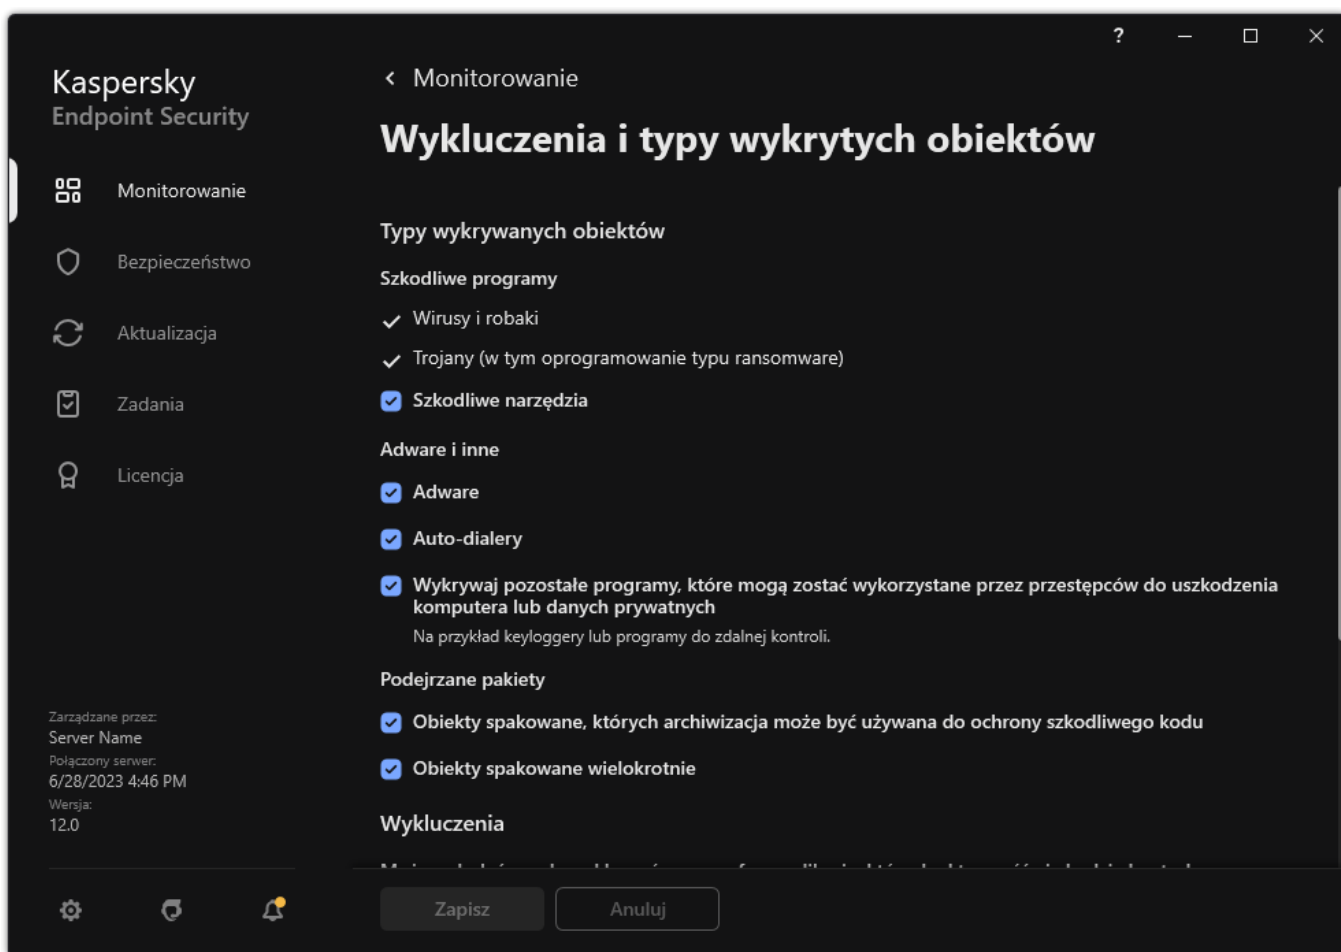 ?
Kaspersky
Endpoint Security
Monitorowanie
Bezpieczeństwo
Aktualizacja
Zadania
Licencja
Zarządzane przez:
Server Name
Połączony serwer:
6/28/2023 4:46 PM
Wersja:
12.0
Monitorowanie
Wykluczenia i typy wykrytych obiektów
Typy wykrywanych obiektów
Szkodliwe programy
Wirusy i robaki
Trojany (w tym oprogramowanie typu ransomware)
Szkodliwe narzędzia
Adware i inne
Adware
Auto-dialery
Wykrywaj pozostałe programy, które mogą zostać wykorzystane przez przestępców do uszkodzenia
komputera lub danych prywatnych
Na przykład keyloggery lub programy do zdalnej kontroli.
Podejrzane pakiety
Obiekty spakowane, których archiwizacja może być używana do ochrony szkodliwego kodu
Obiekty spakowane wielokrotnie
Wykluczenia
Zapisz
Anuluj